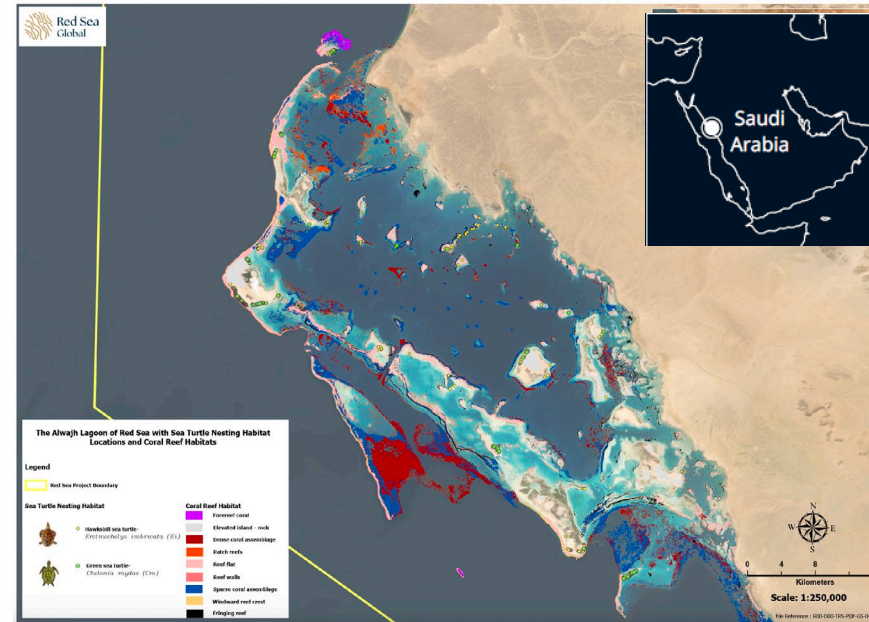 Red Sea
Global
Saudi
Arabia
The Alwajh Lagoon of Red Sea with Sea Turtle Nesting Habitat
Locations and Coral Reef Habitats
Legend
Red Sea Project Boundary
Sea Turtle Nesting Habitat
Hawksbill sea turtle-
Eretmochelys imbricata (Ei)
Green sea turtle-
Chelonia mydas (Cm)
Coral Reef Habitat
Forereef coral
Elevated island - rock
Dense coral assemblage
Patch reefs
Reef flat
Reef walls
Sparse coral assemblages
Windward reef crest
Fringing reef
N
W E
S
0 4 8
Kilometers
Scale: 1:250,000
File Reference :